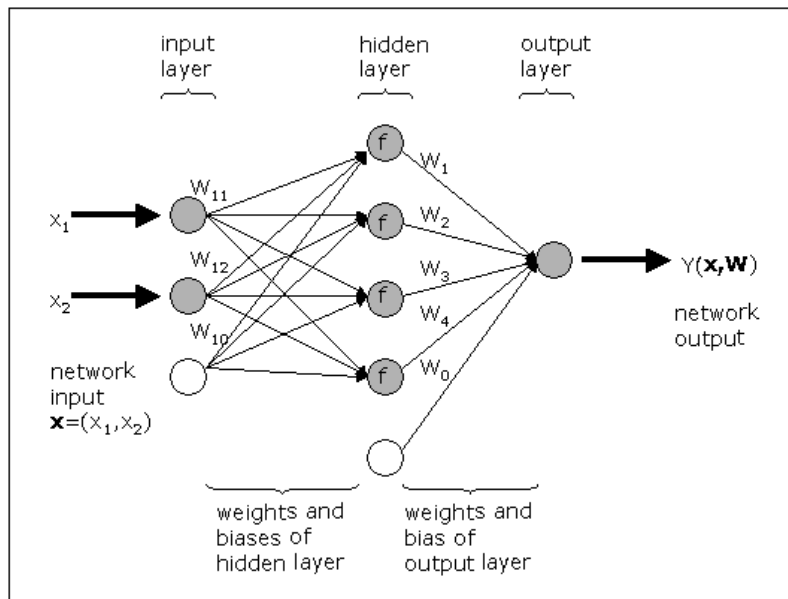 input
layer
hidden
layer
output
layer
f
W₁
W₁₁
x₁
f
W₂
W₁₂
Y(x,W)
x₂
f
W₃
W₄
network
output
W₁₀
network
input
x=(x₁,x₂)
f
W₀
weights and
biases of
hidden layer
weights and
bias of
output layer